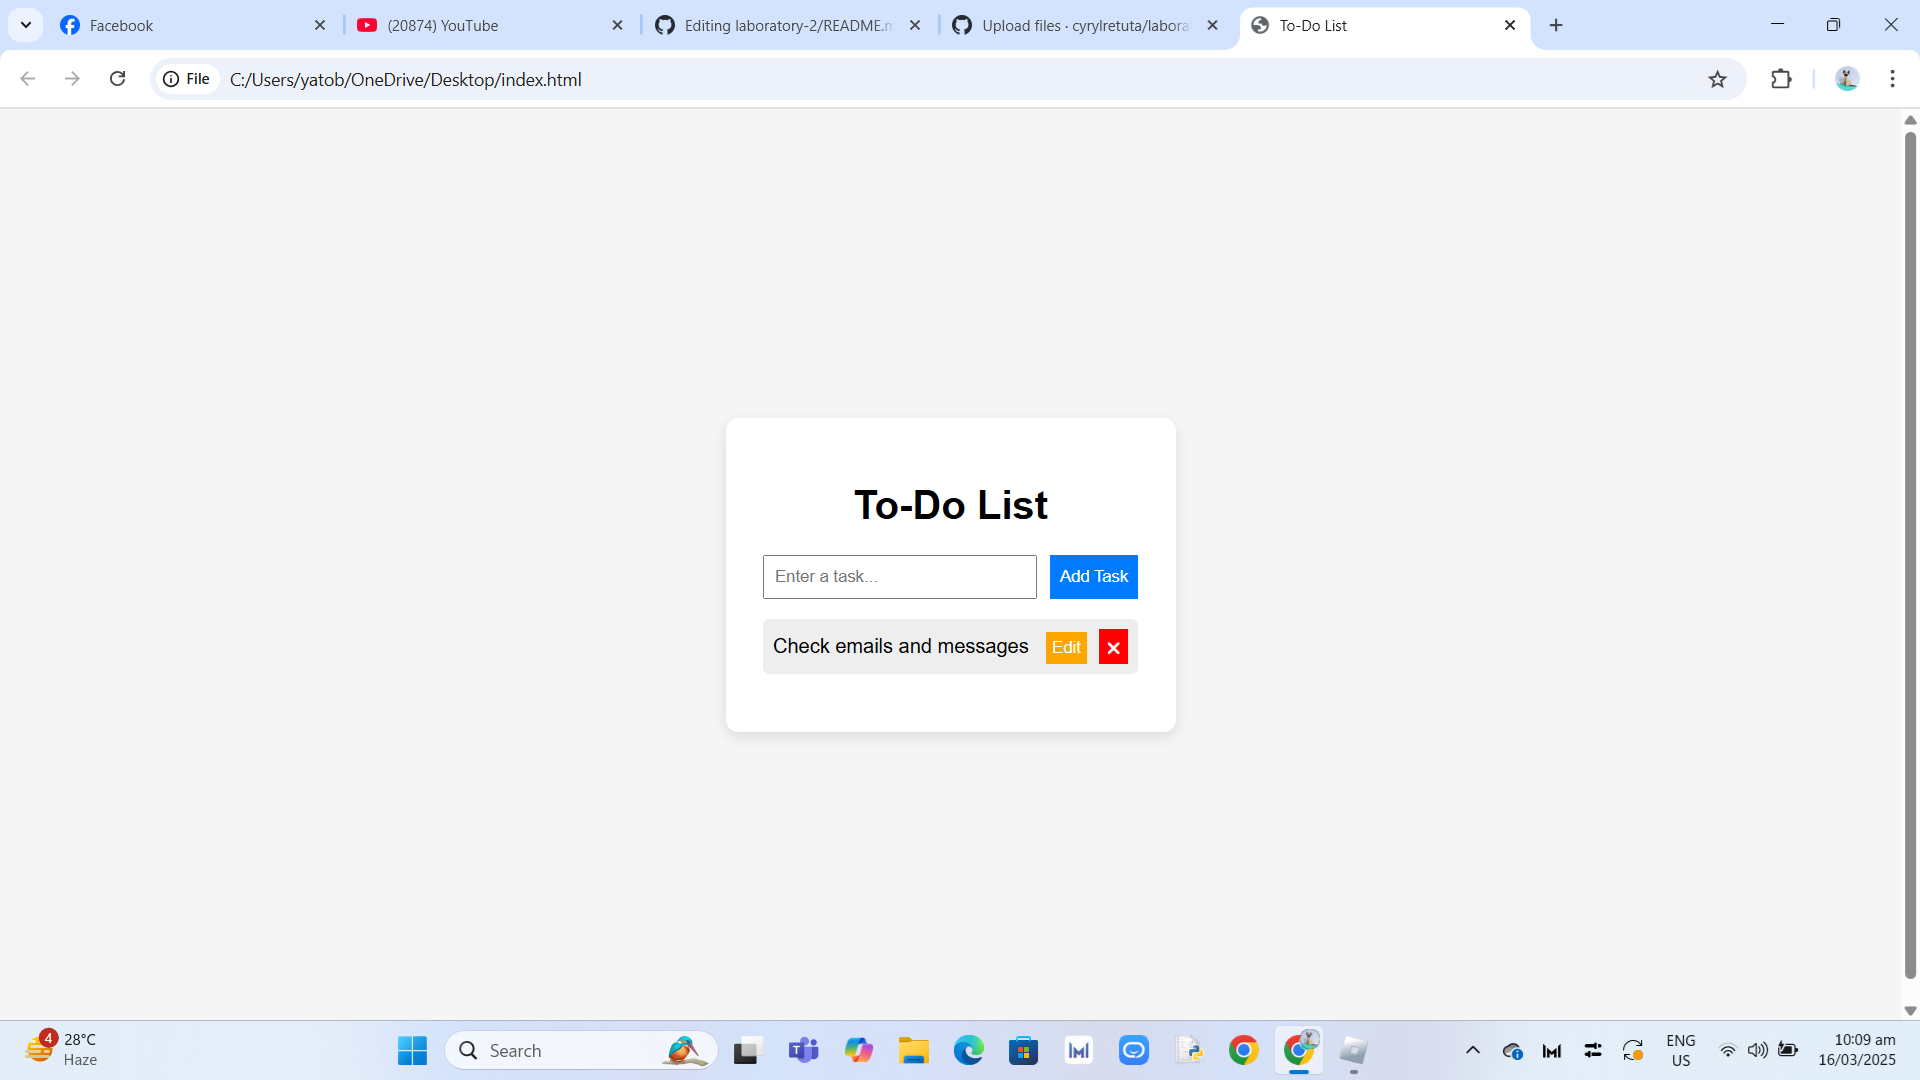 Facebook
(20874) YouTube
Editing laboratory-2/README.m
Upload files · cyrylretuta/labora
To-Do List
File
C:/Users/yatob/OneDrive/Desktop/index.html
To-Do List
Enter a task...
Add Task
Check emails and messages
Edit
4
28°C
Haze
Search
ENG
US
10:09 am
16/03/2025